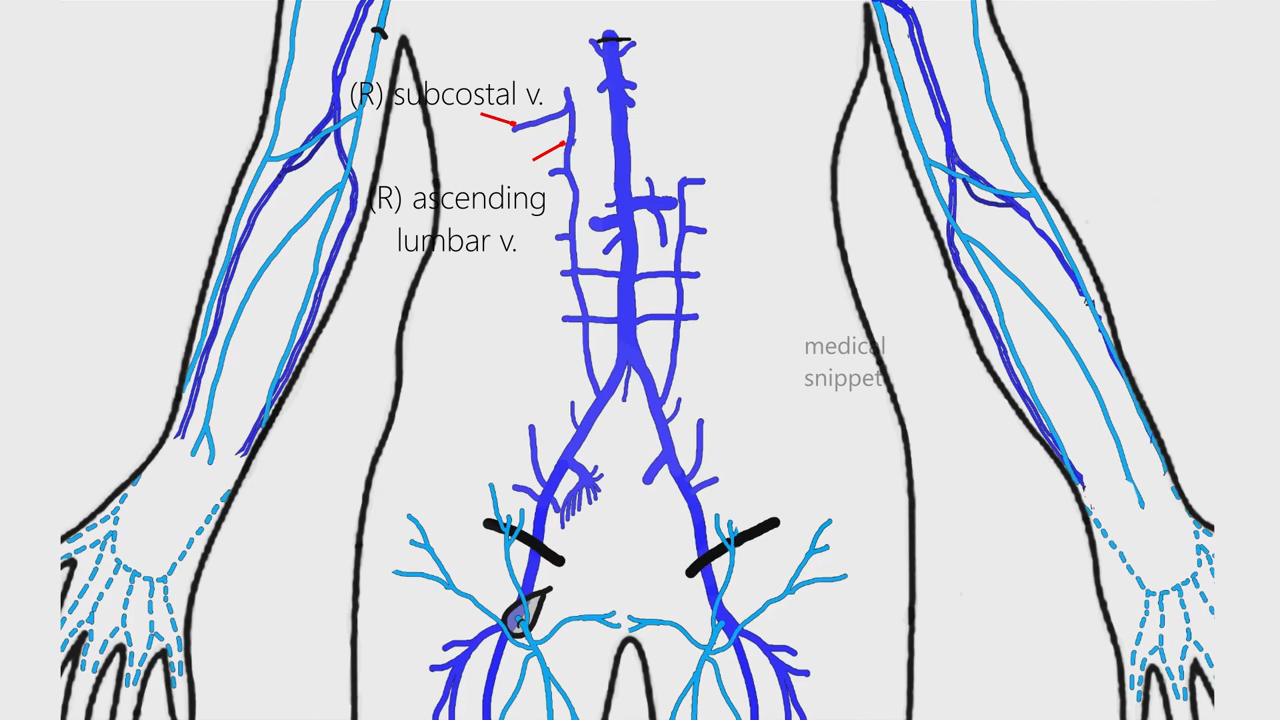 (R) subcostal v.
(R) ascending
lumbar v.
medical
snippet